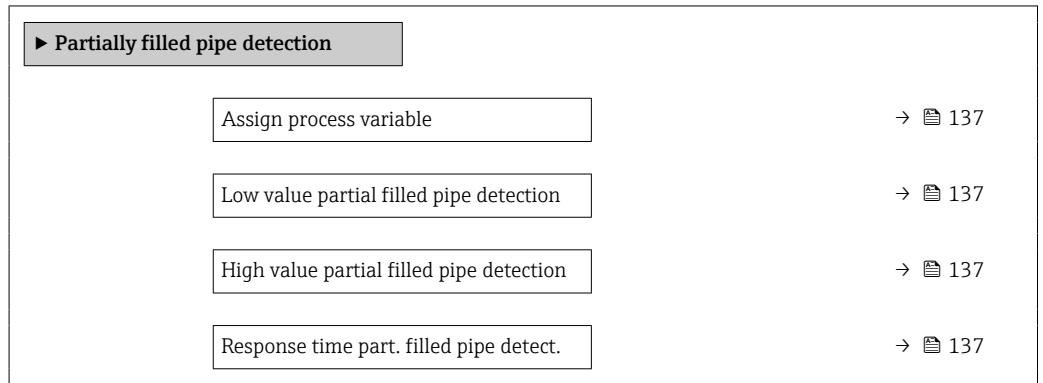 ▶ Partially filled pipe detection
Assign process variable → 🖹 137
Low value partial filled pipe detection → 🖹 137
High value partial filled pipe detection → 🖹 137
Response time part. filled pipe detect. → 🖹 137